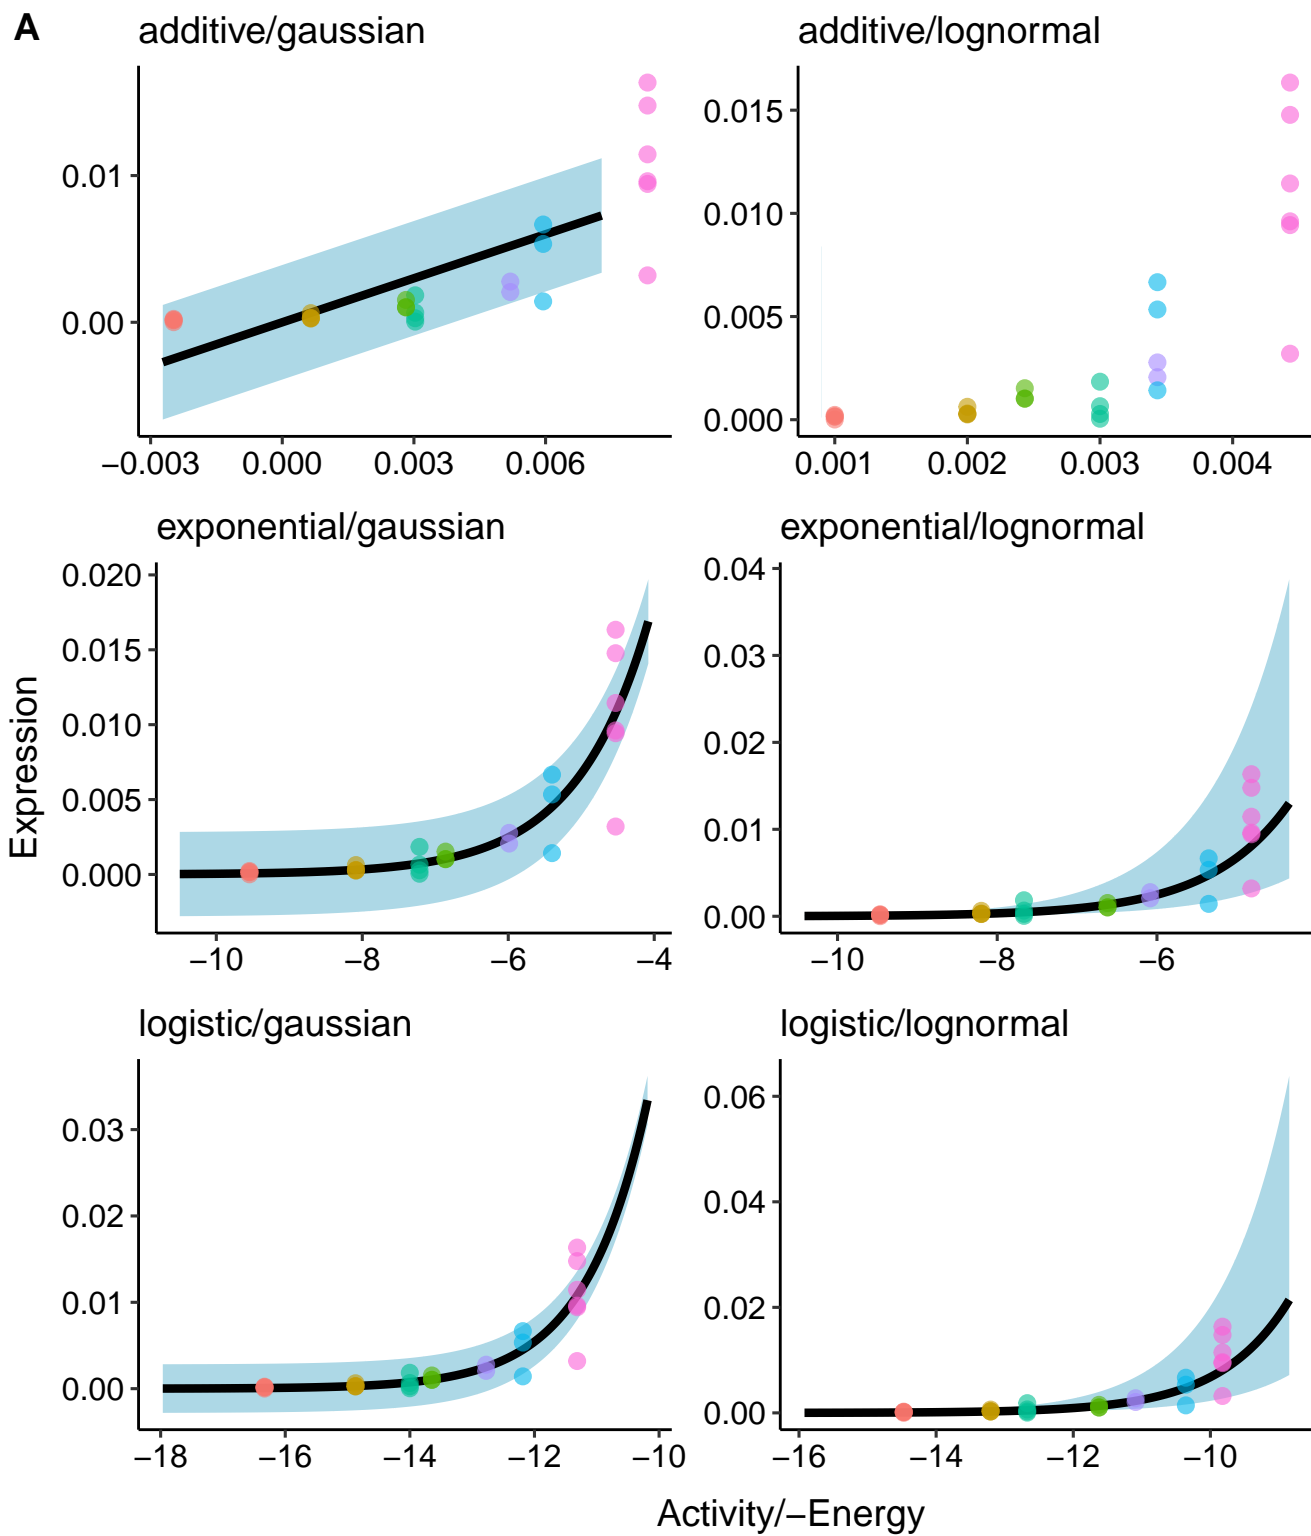 A
additive/gaussian
additive/lognormal
0.01
0.00
−0.003 0.000 0.003 0.006
0.015
0.010
0.005
0.000
0.001 0.002 0.003 0.004
Expression
exponential/gaussian
exponential/lognormal
0.020
0.015
0.010
0.005
0.000
−10 −8 −6 −4
0.04
0.03
0.02
0.01
0.00
−10 −8 −6
logistic/gaussian
logistic/lognormal
0.03
0.02
0.01
0.00
−18 −16 −14 −12 −10
0.06
0.04
0.02
0.00
−16 −14 −12 −10
Activity/−Energy